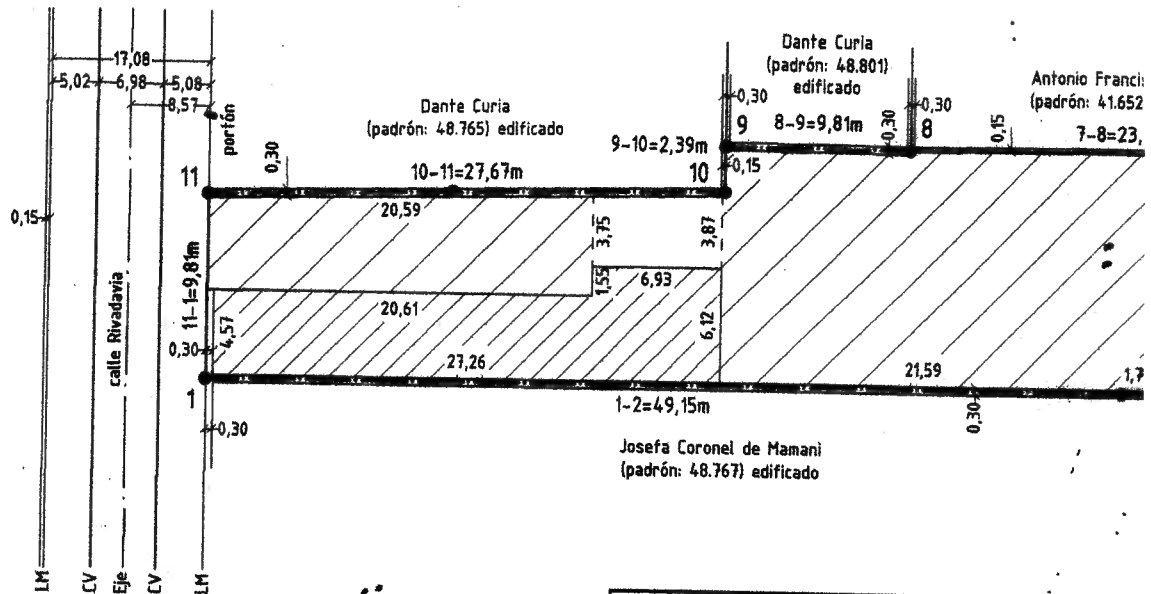 17,08
5,02
6,98
5,08
8,57
portón
Dante Curia
(padrón: 48.765) edificado
Dante Curia
(padrón: 48.801)
edificado
Antonio Franci
(padrón: 41.652
0,30
9
8-9=9,81m
0,30
0,30
8
0,15
7-8=23,
9-10=2,39m
0,15
11
0,30
10-11=27,67m
10
0,15
20,59
3,75
3,87
11-1=9,81m
calle Rivadavia
1,55
6,93
20,61
4,57
6,12
0,30
27,26
21,59
1,7
1
1-2=49,15m
0,30
0,30
Josefa Coronel de Mamani
(padrón: 48.767) edificado
LM
CV
Eje
CV
LM